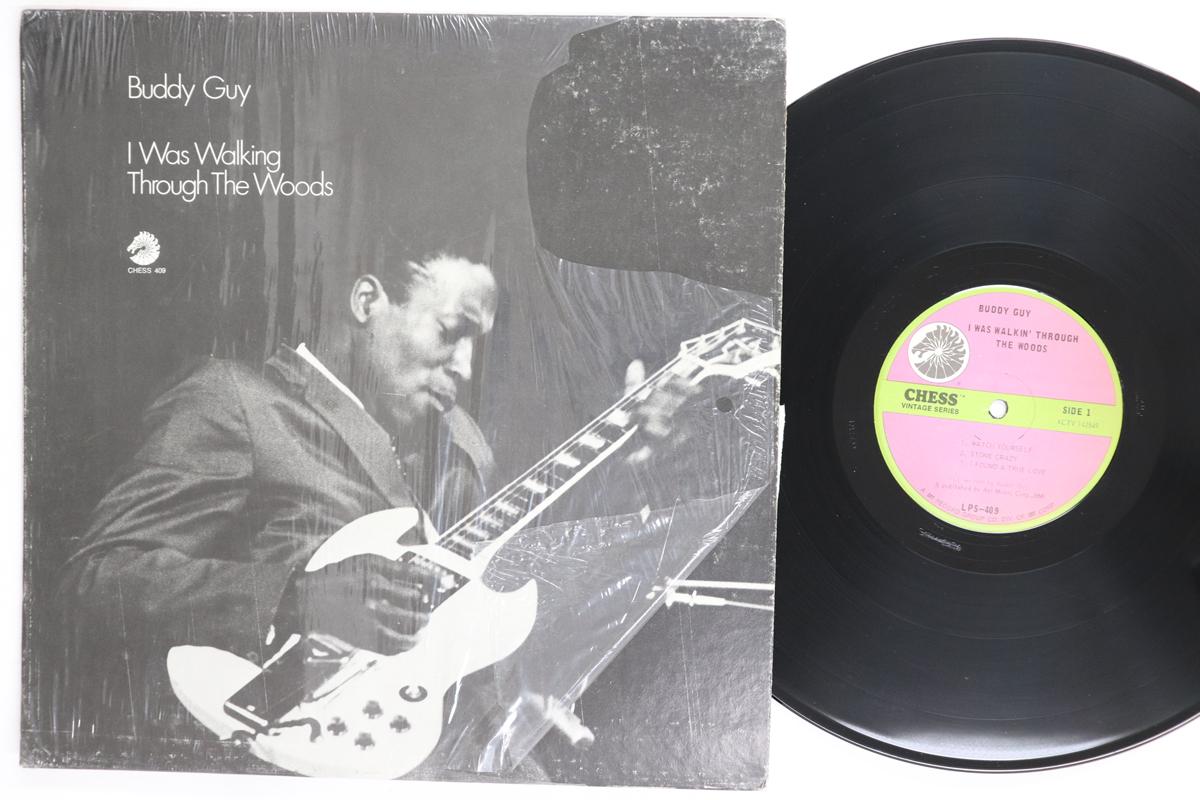 Buddy Guy
I Was Walking
Through The Woods
CHESS 409
BUDDY GUY
I WAS WALKIN' THROUGH
THE WOODS
CHESS™
VINTAGE SERIES
SIDE 1
1. WATCH YOURSELF
2. STONE CRAZY
3. I FOUND A TRUE LOVE
LPS-409